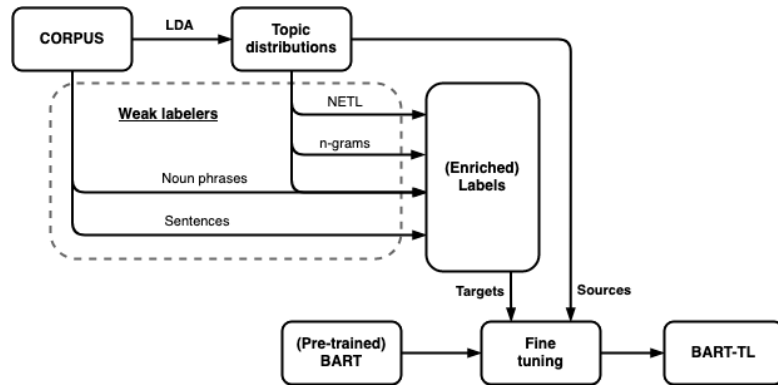 CORPUS
LDA
Topic
distributions
Weak labelers
NETL
n-grams
Noun phrases
Sentences
(Enriched)
Labels
Targets
Sources
(Pre-trained)
BART
Fine
tuning
BART-TL